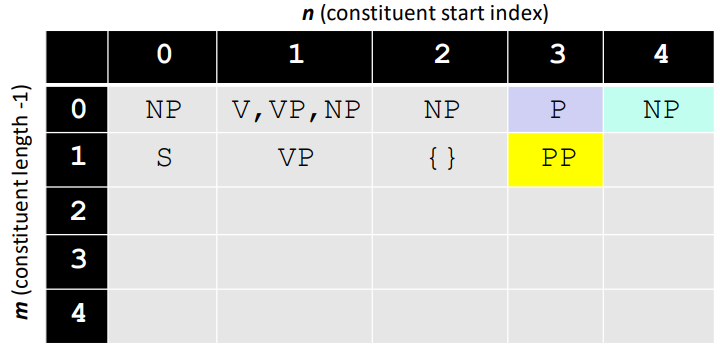 n (constituent start index)
m (constituent length -1)
0 1 2 3 4
0 NP V,VP,NP NP P NP
1 S VP {} PP
2
3
4